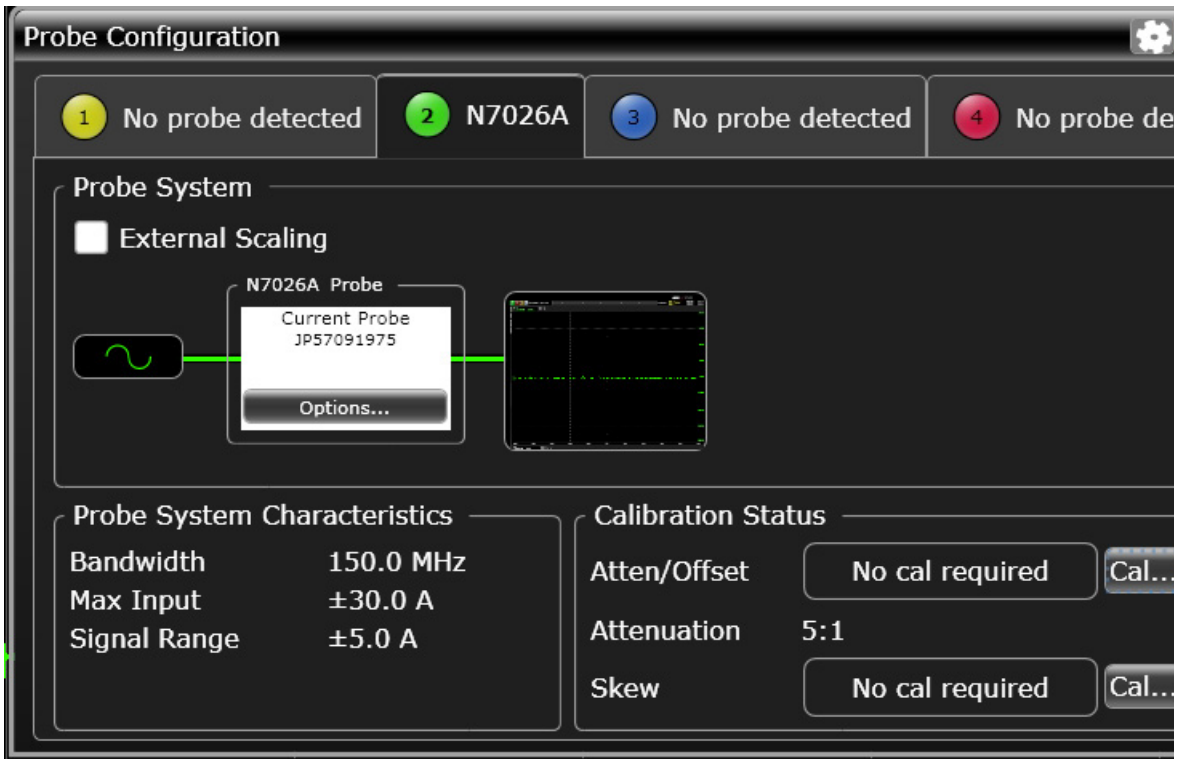 Probe Configuration
1 No probe detected
2 N7026A
3 No probe detected
4 No probe de
Probe System
External Scaling
N7026A Probe
Current Probe
JP57091975
Options...
Probe System Characteristics
Bandwidth 150.0 MHz
Max Input ±30.0 A
Signal Range ±5.0 A
Calibration Status
Atten/Offset No cal required Cal...
Attenuation 5:1
Skew No cal required Cal...